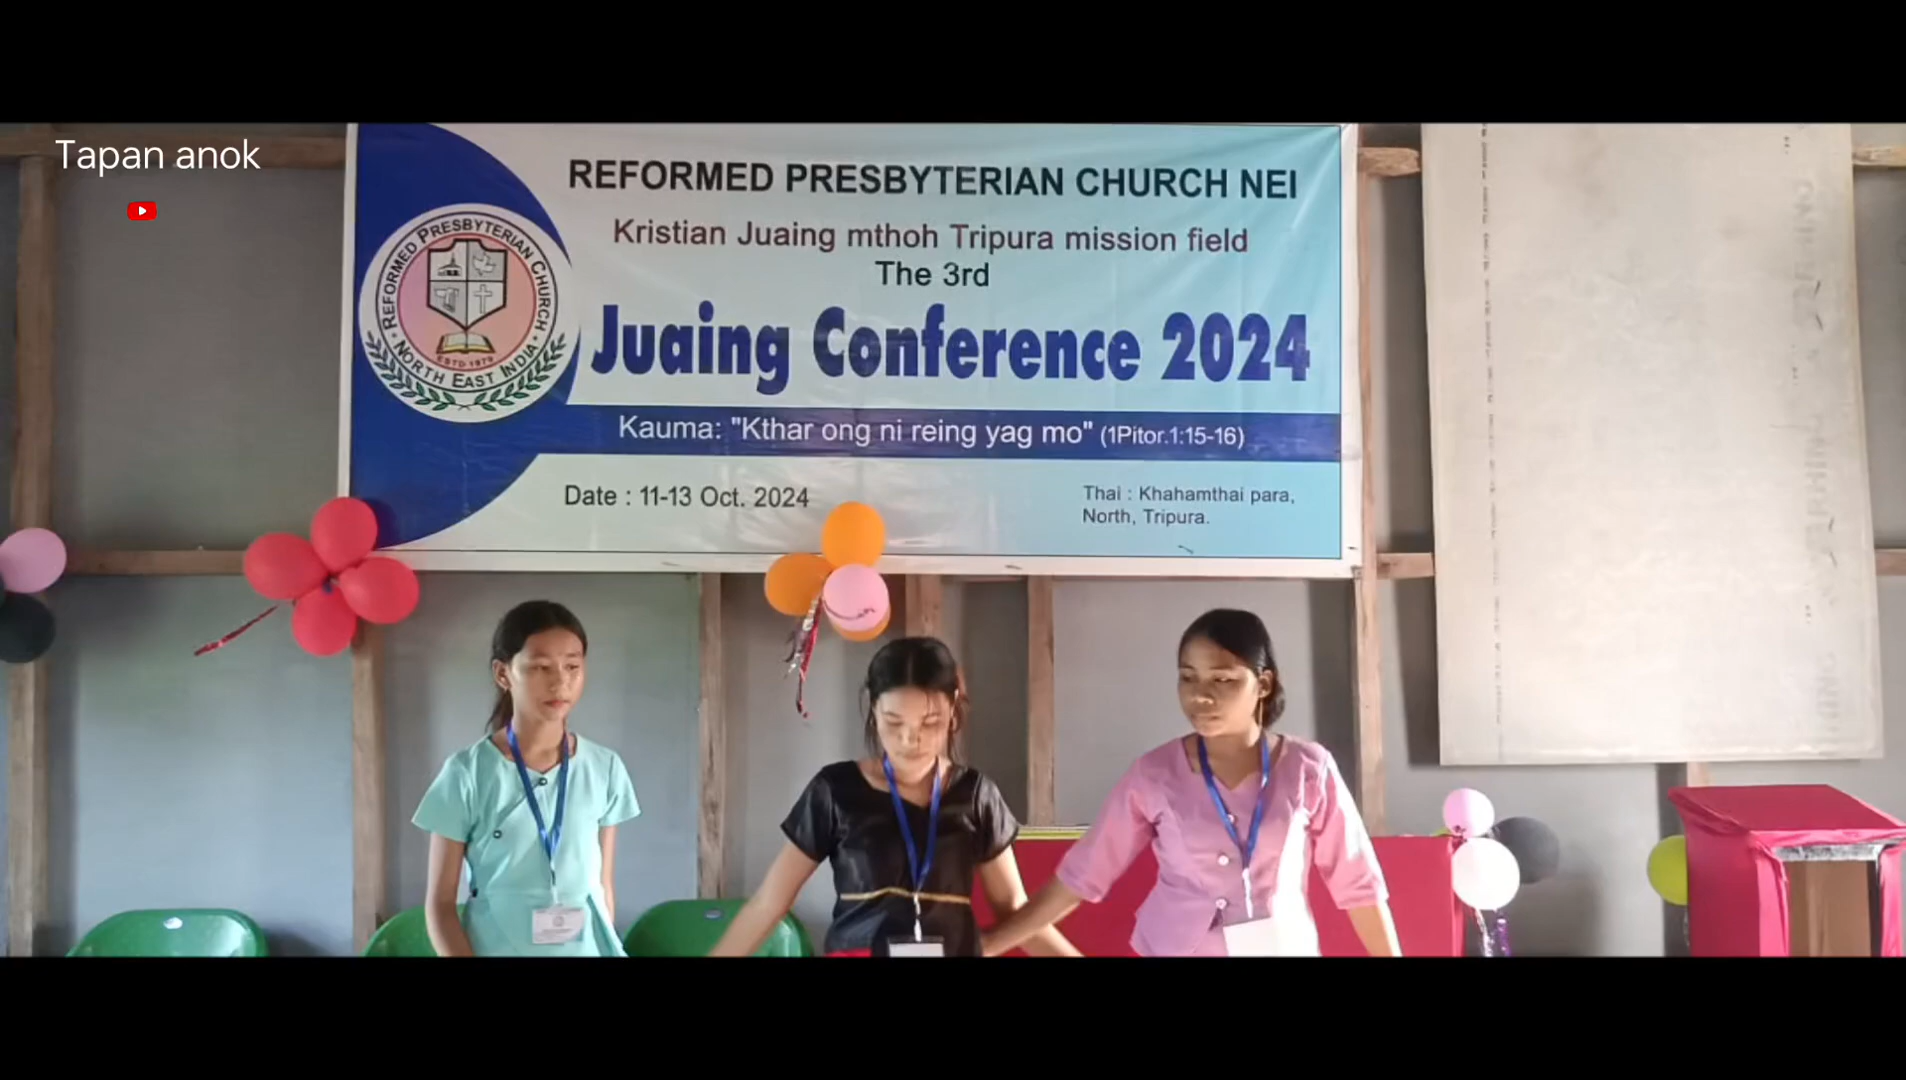 Tapan anok
REFORMED PRESBYTERIAN CHURCH NEI
Kristian Juaing mthoh Tripura mission field
The 3rd
Juaing Conference 2024
Kauma: "Kthar ong ni reing yag mo" (1Pitor.1:15-16)
Date : 11-13 Oct. 2024
Thai : Khahamthai para,
North, Tripura.
REFORMED PRESBYTERIAN CHURCH
NORTH EAST INDIA
ESTD 1979